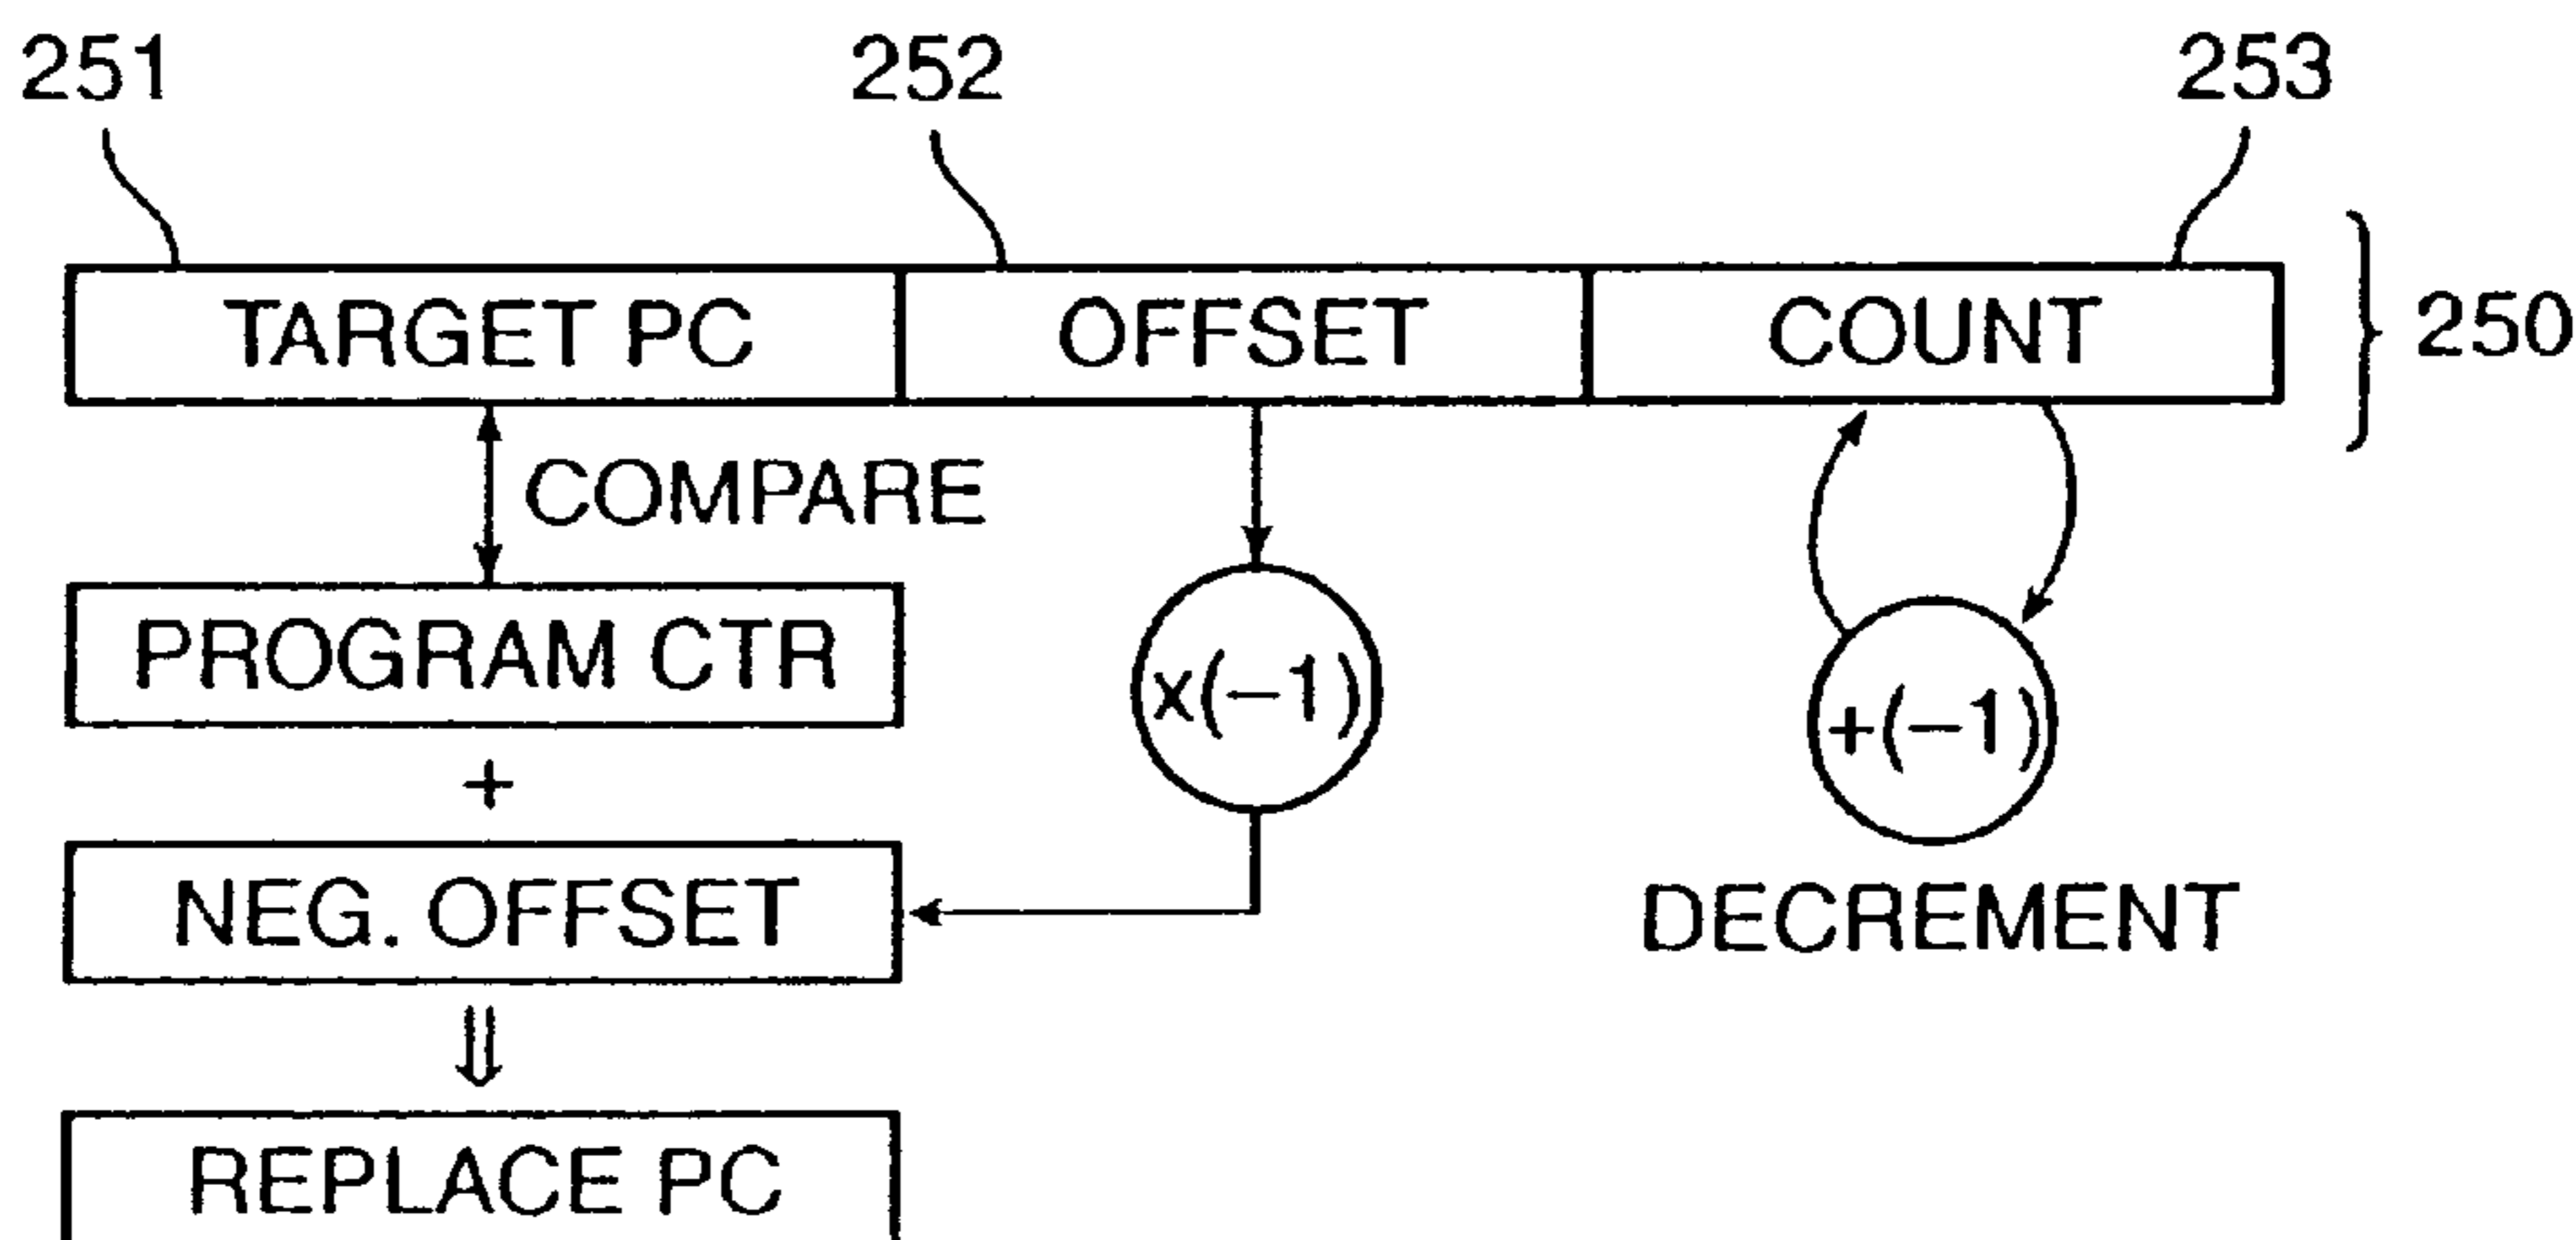 251 252 253
TARGET PC OFFSET COUNT 250
COMPARE
PROGRAM CTR x(−1) +(−1)
+
NEG. OFFSET DECREMENT
⇓
REPLACE PC